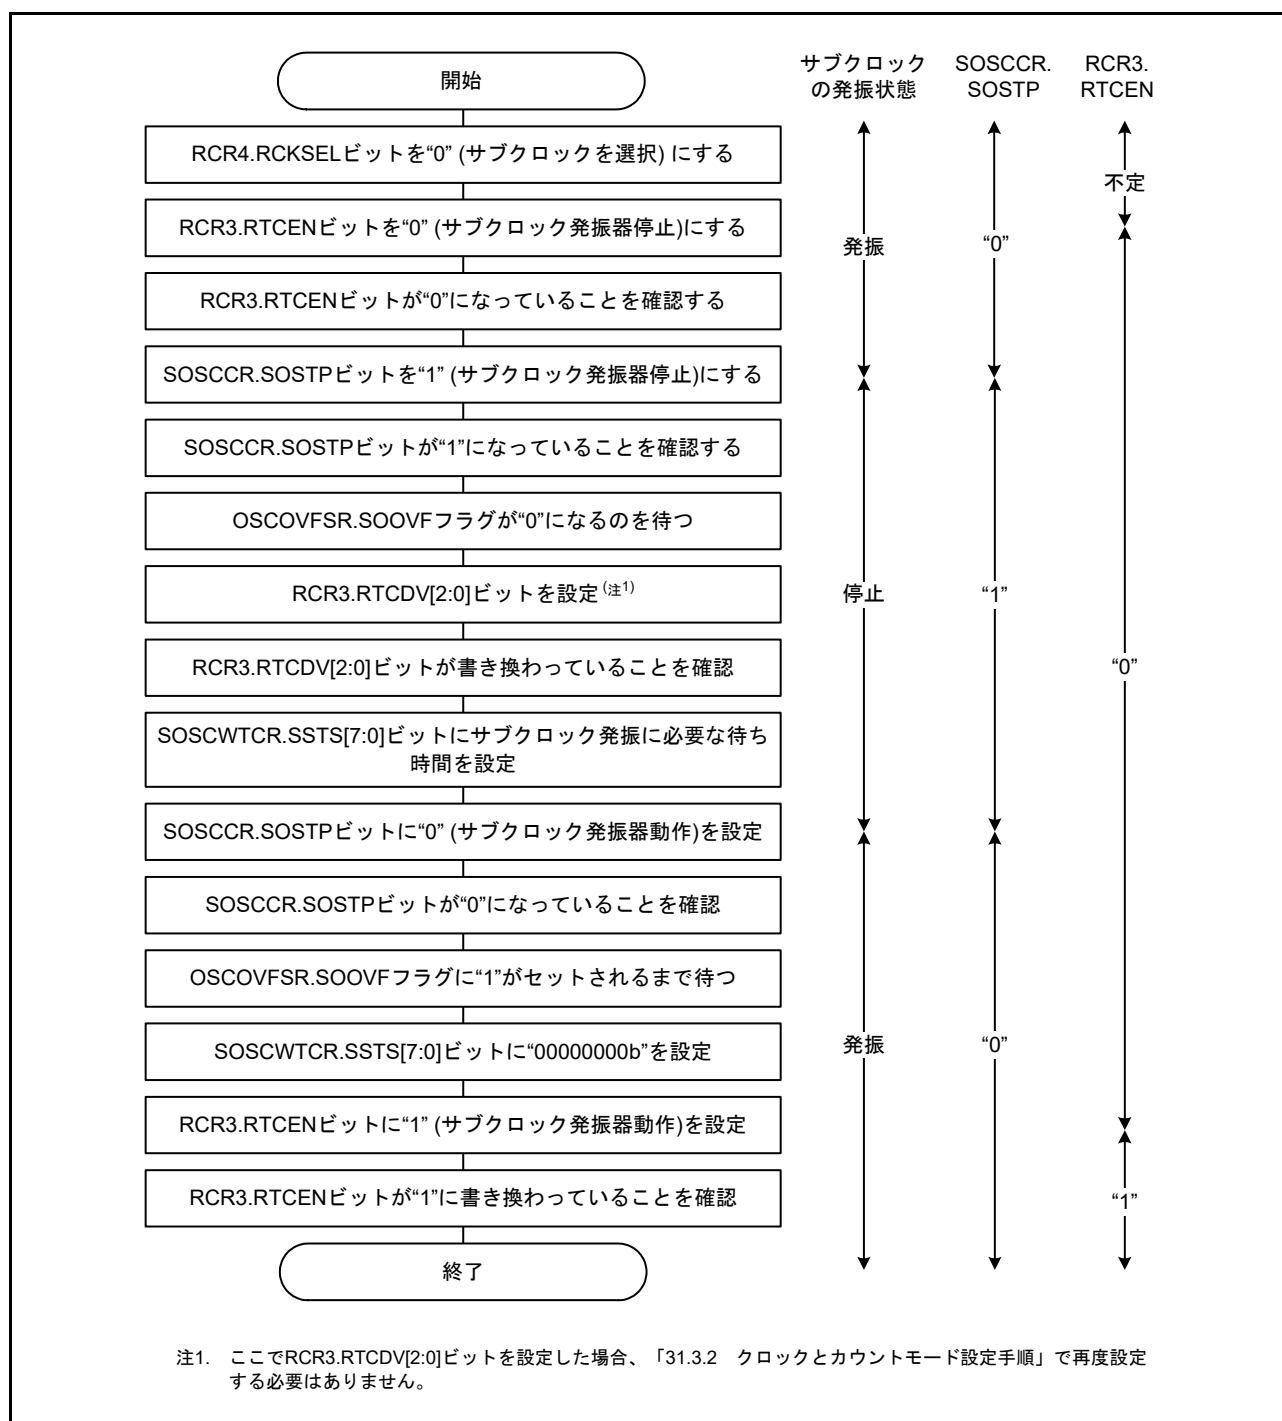 開始
RCR4.RCKSELビットを“0” (サブクロックを選択) にする
RCR3.RTCENビットを“0” (サブクロック発振器停止)にする
RCR3.RTCENビットが“0”になっていることを確認する
SOSCCR.SOSTPビットを“1” (サブクロック発振器停止)にする
SOSCCR.SOSTPビットが“1”になっていることを確認する
OSCOVFSR.SOOVFフラグが“0”になるのを待つ
RCR3.RTCDV[2:0]ビットを設定 (注1)
RCR3.RTCDV[2:0]ビットが書き換わっていることを確認
SOSCWTCR.SSTS[7:0]ビットにサブクロック発振に必要な待ち
時間を設定
SOSCCR.SOSTPビットに“0” (サブクロック発振器動作)を設定
SOSCCR.SOSTPビットが“0”になっていることを確認
OSCOVFSR.SOOVFフラグに“1”がセットされるまで待つ
SOSCWTCR.SSTS[7:0]ビットに“00000000b”を設定
RCR3.RTCENビットに“1” (サブクロック発振器動作)を設定
RCR3.RTCENビットが“1”に書き換わっていることを確認
終了
サブクロック
の発振状態
発振
停止
発振
SOSCCR.
SOSTP
“0”
“1”
“0”
RCR3.
RTCEN
不定
“0”
“1”
注1. ここでRCR3.RTCDV[2:0]ビットを設定した場合、「31.3.2 クロックとカウントモード設定手順」で再度設定
する必要はありません。